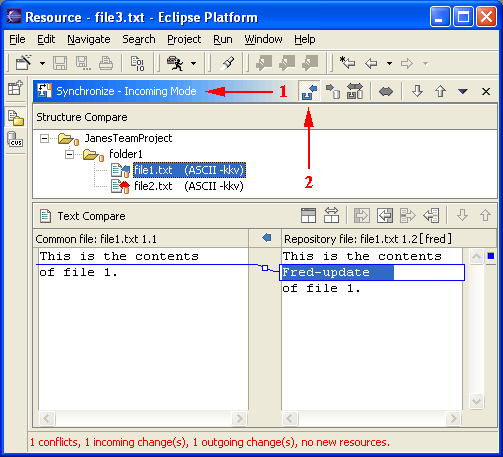 Resource - file3.txt - Eclipse Platform
File Edit Navigate Search Project Run Window Help
Synchronize - Incoming Mode
1
2
Structure Compare
JanesTeamProject
folder1
file1.txt (ASCII -kkv)
file2.txt (ASCII -kkv)
CVS
Text Compare
Common file: file1.txt 1.1
Repository file: file1.txt 1.2[fred]
This is the contents
of file 1.
This is the contents
Fred-update
of file 1.
1 conflicts, 1 incoming change(s), 1 outgoing change(s), no new resources.